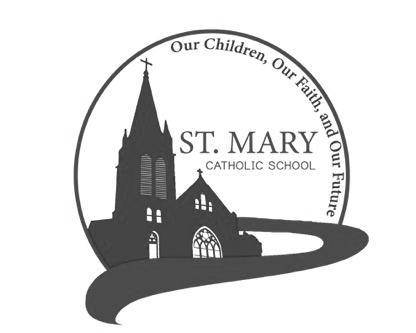 Our Children, Our Faith, and Our Future
ST. MARY
CATHOLIC SCHOOL